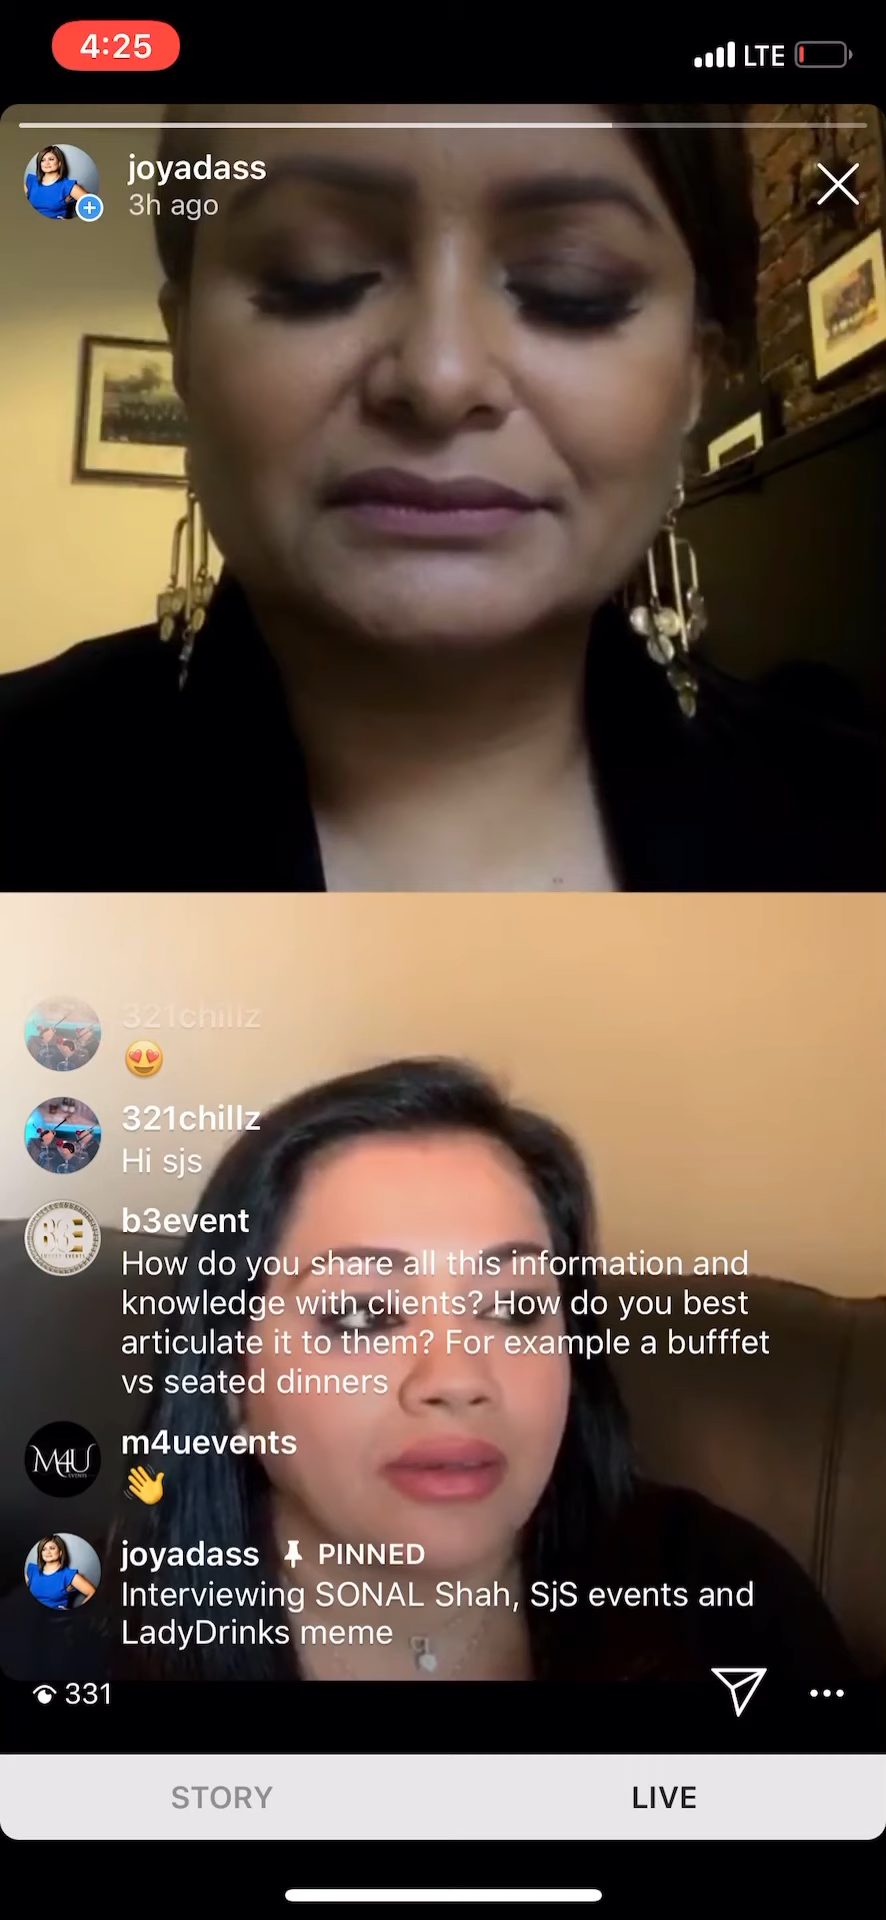 4:25
LTE
joyadass
3h ago
321chillz
😍
321chillz
Hi sjs
b3event
How do you share all this information and
knowledge with clients? How do you best
articulate it to them? For example a bufffet
vs seated dinners
M4U
EVENTS
m4uevents
👋
joyadass PINNED
Interviewing SONAL Shah, SjS events and
LadyDrinks meme
331
STORY
LIVE